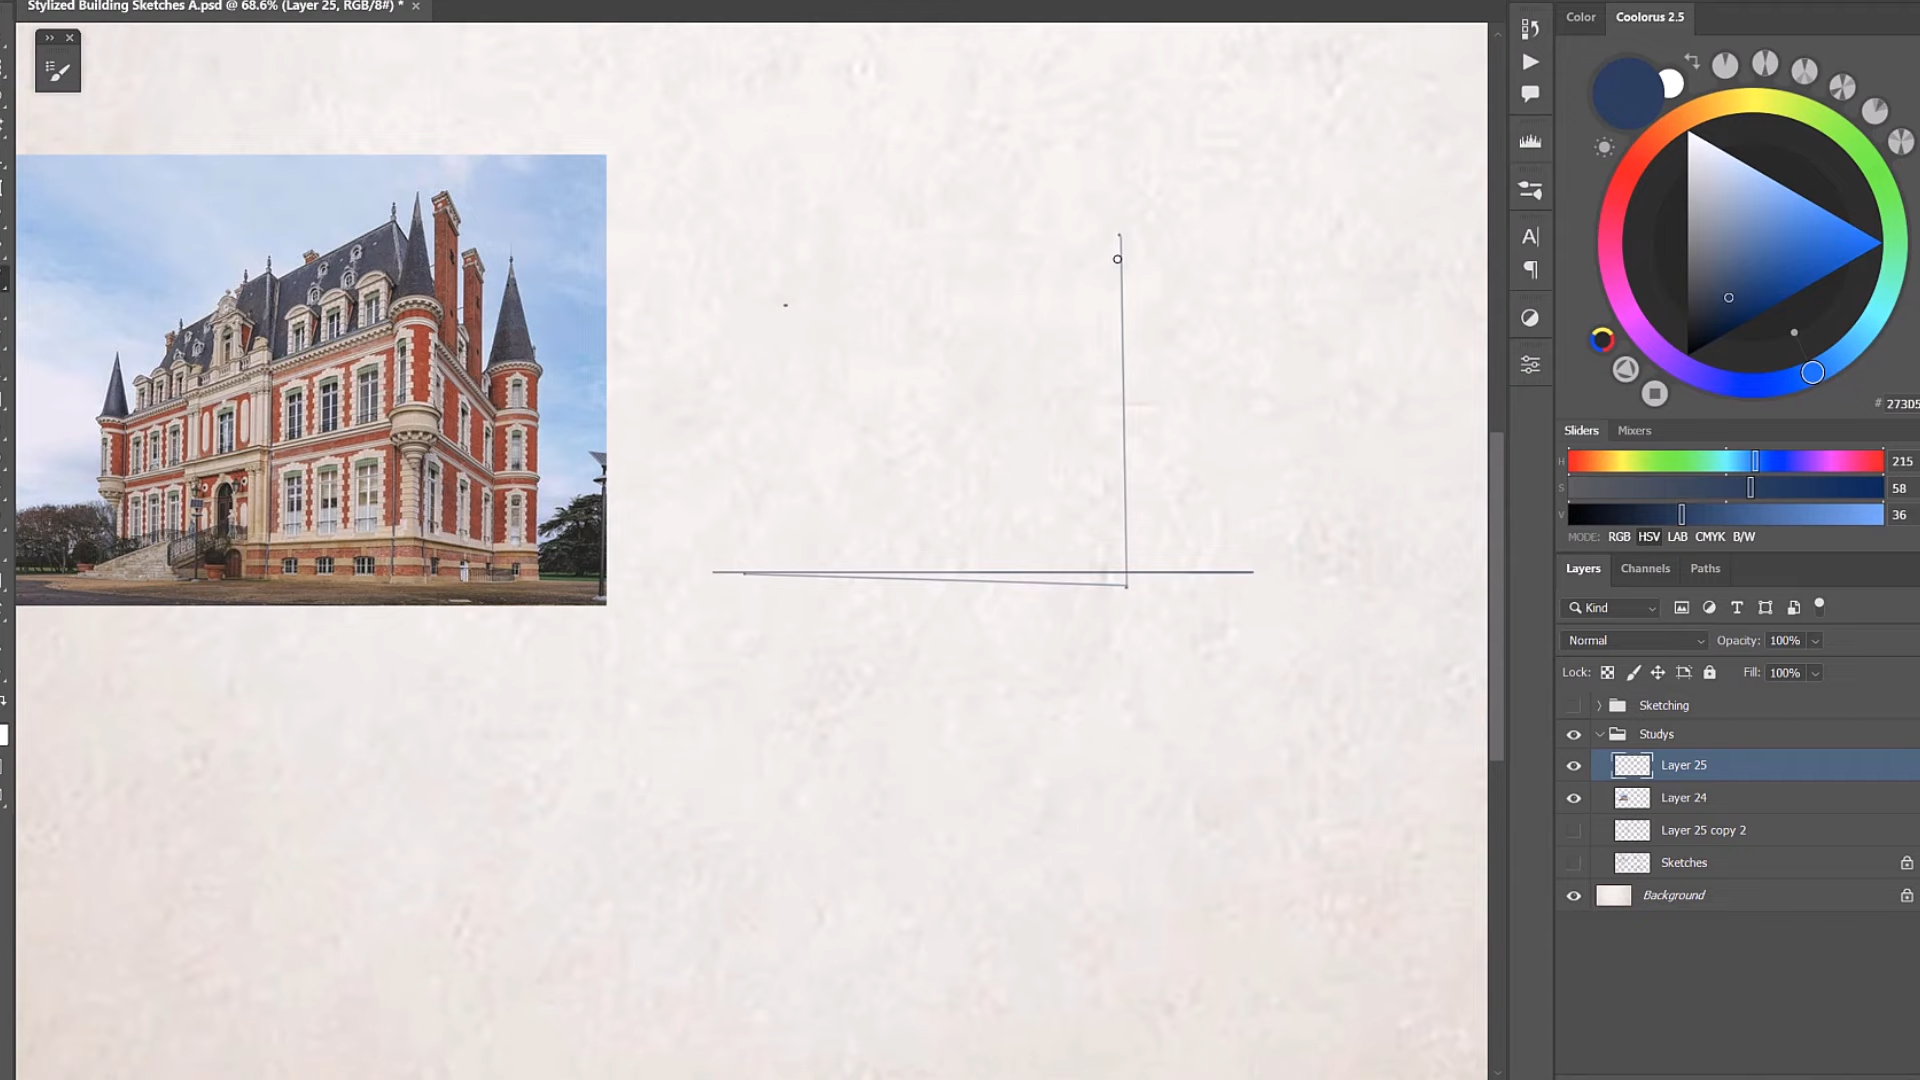 Stylized Building Sketches A.psd @ 68.6% (Layer 25, RGB/8#) *
Color
Coolorus 2.5
# 27305
Sliders
Mixers
H
215
S
58
V
36
MODE: RGB HSV LAB CMYK B/W
Layers
Channels
Paths
Kind
Normal
Opacity: 100%
Lock:
Fill: 100%
Sketching
Studys
Layer 25
Layer 24
Layer 25 copy 2
Sketches
Background